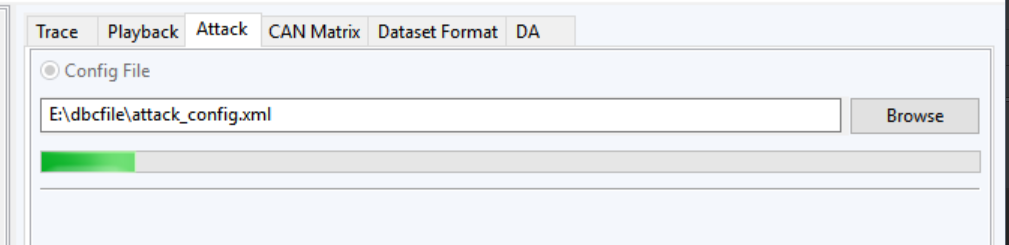 Trace Playback Attack CAN Matrix Dataset Format DA
Config File
E:\dbcfile\attack_config.xml Browse